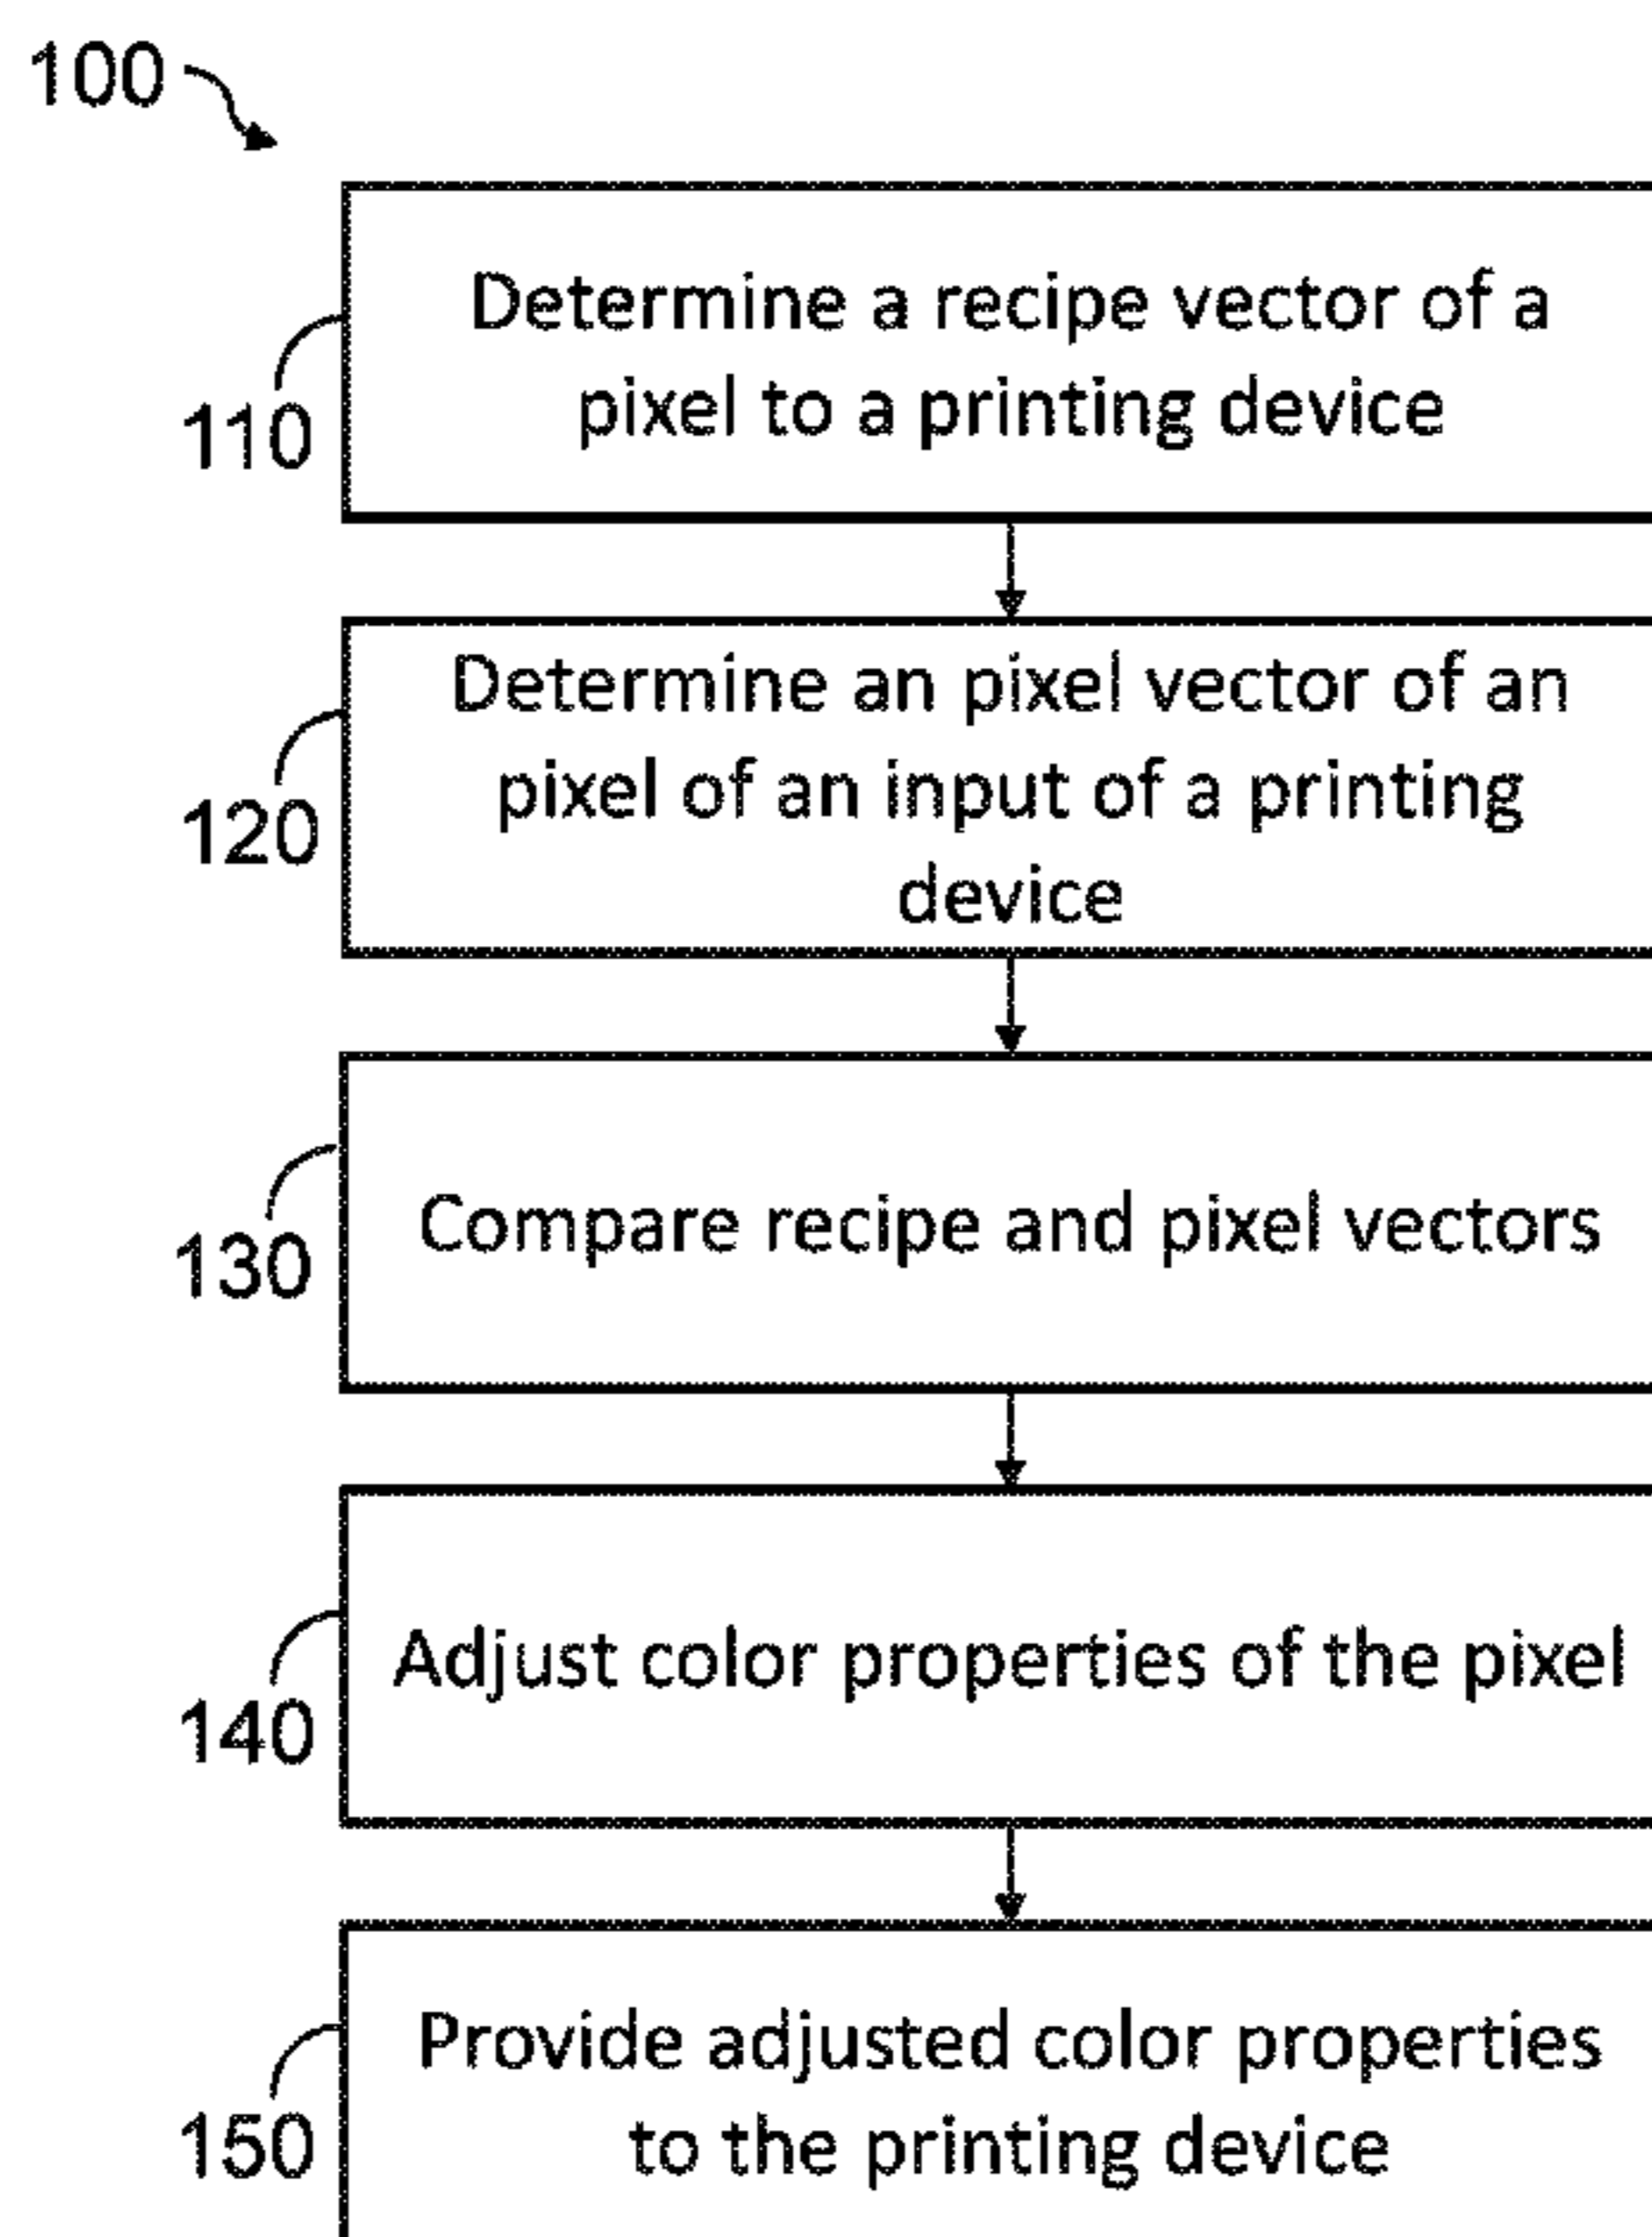 100
Determine a recipe vector of a
pixel to a printing device
110
Determine an pixel vector of an
pixel of an input of a printing
device
120
Compare recipe and pixel vectors
130
Adjust color properties of the pixel
140
Provide adjusted color properties
to the printing device
150